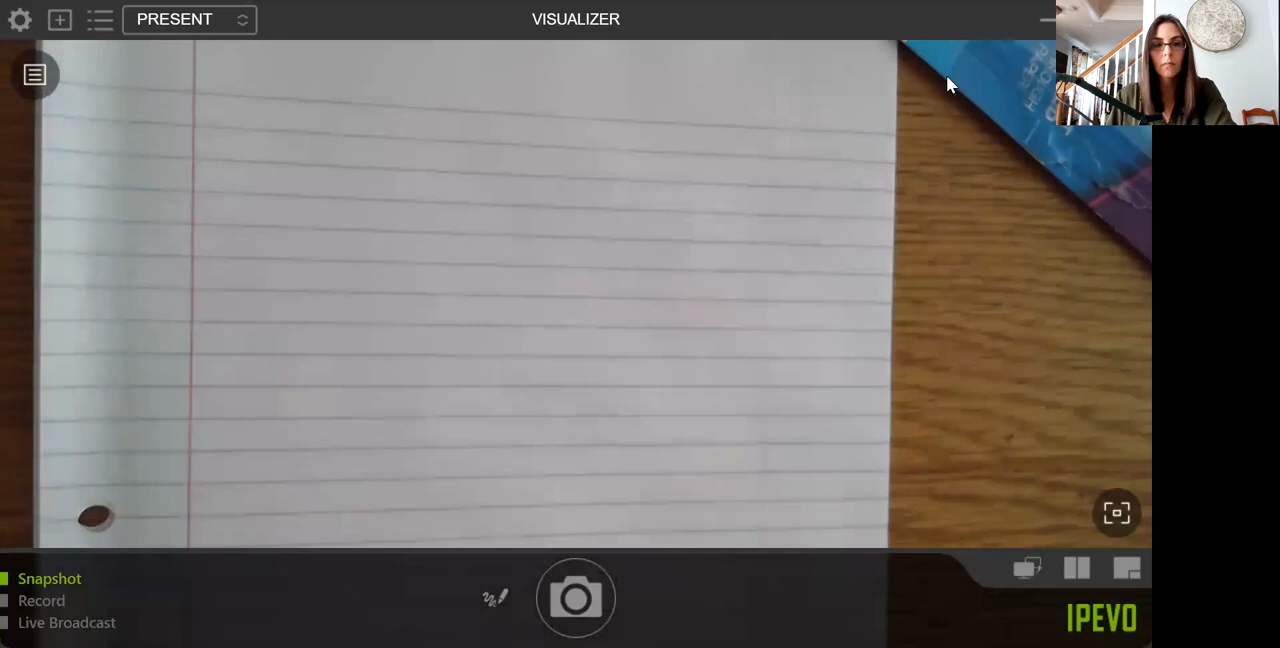 PRESENT
VISUALIZER
Snapshot
Record
Live Broadcast
IPEVO